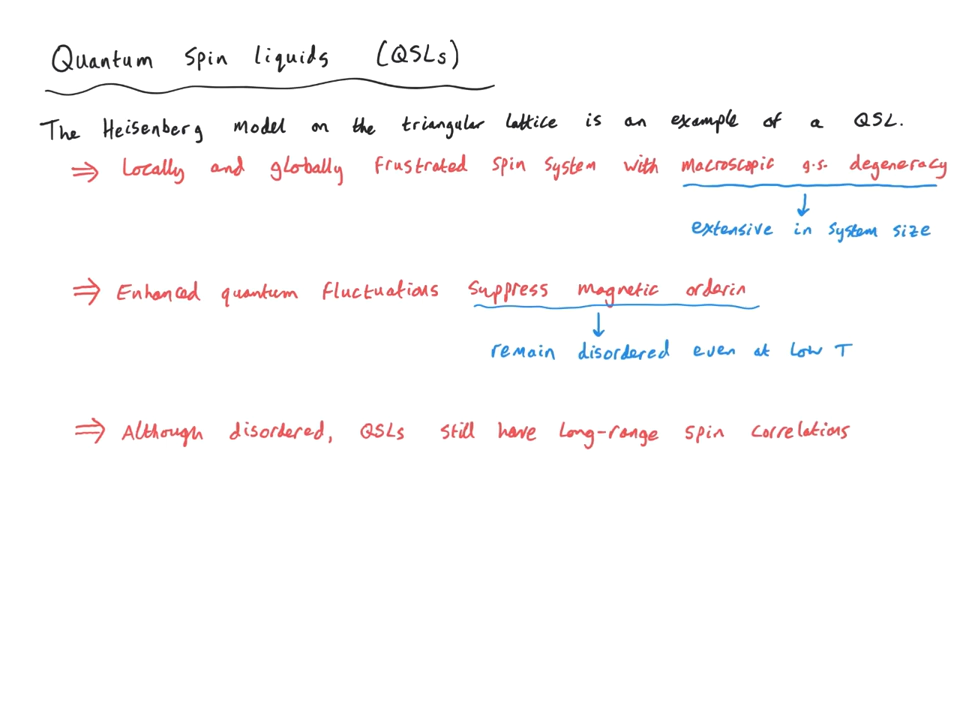 Quantum spin liquids (QSLs)
The Heisenberg model on the triangular lattice is an example of a QSL.
⇒ Locally and globally frustrated spin system with macroscopic g.s. degeneracy
↓
extensive in system size
⇒ Enhanced quantum fluctuations suppress magnetic orderin
↓
remain disordered even at low T
⇒ Although disordered, QSLs still have long-range spin correlations